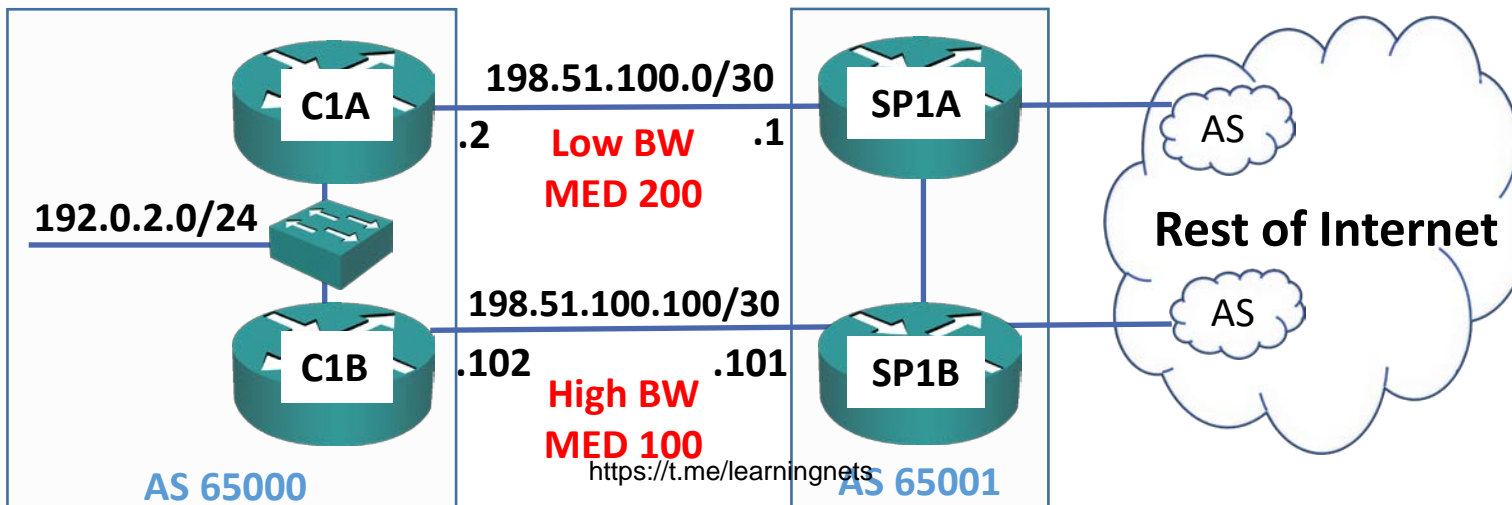 C1A
198.51.100.0/30
SP1A
AS
.2
Low BW
.1
MED 200
192.0.2.0/24
Rest of Internet
198.51.100.100/30
AS
C1B
.102
.101
SP1B
High BW
MED 100
https://t.me/learningnets
AS 65000
AS 65001